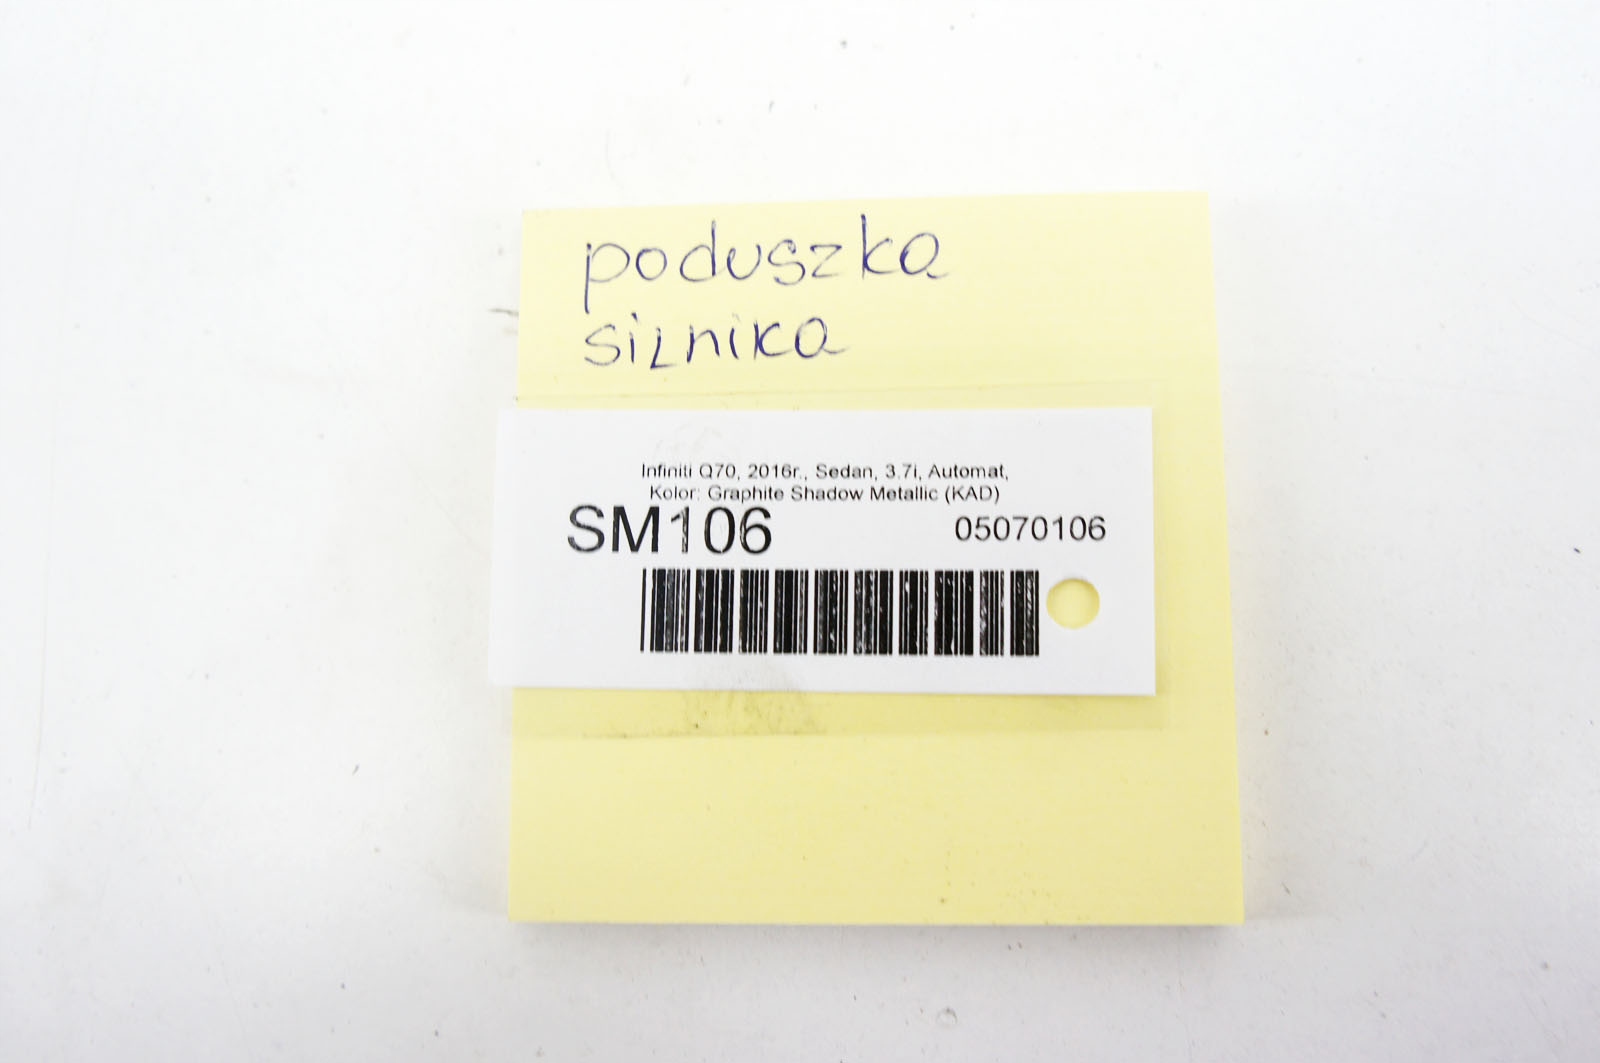 poduszka
silnika
Infiniti Q70, 2016r., Sedan, 3.7i, Automat,
Kolor: Graphite Shadow Metallic (KAD)
SM106 05070106